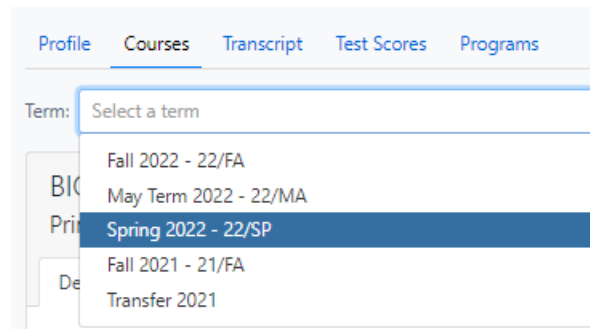 Profile Courses Transcript Test Scores Programs
Term: Select a term
Fall 2022 - 22/FA
May Term 2022 - 22/MA
Spring 2022 - 22/SP
Fall 2021 - 21/FA
Transfer 2021